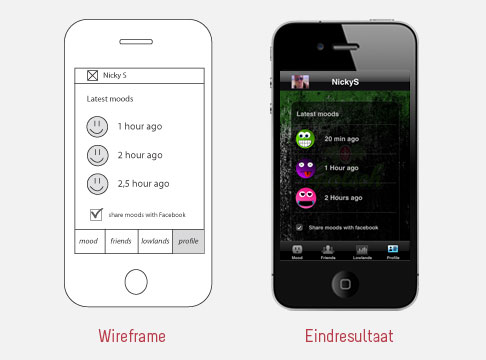 Nicky S
Latest moods
1 hour ago
2 hour ago
2,5 hour ago
share moods with Facebook
mood friends lowlands profile
Wireframe
NickyS
Latest moods
20 min ago
1 Hour ago
2 Hours ago
Share moods with facebook
Mood Friends Lowlands Profile
Eindresultaat